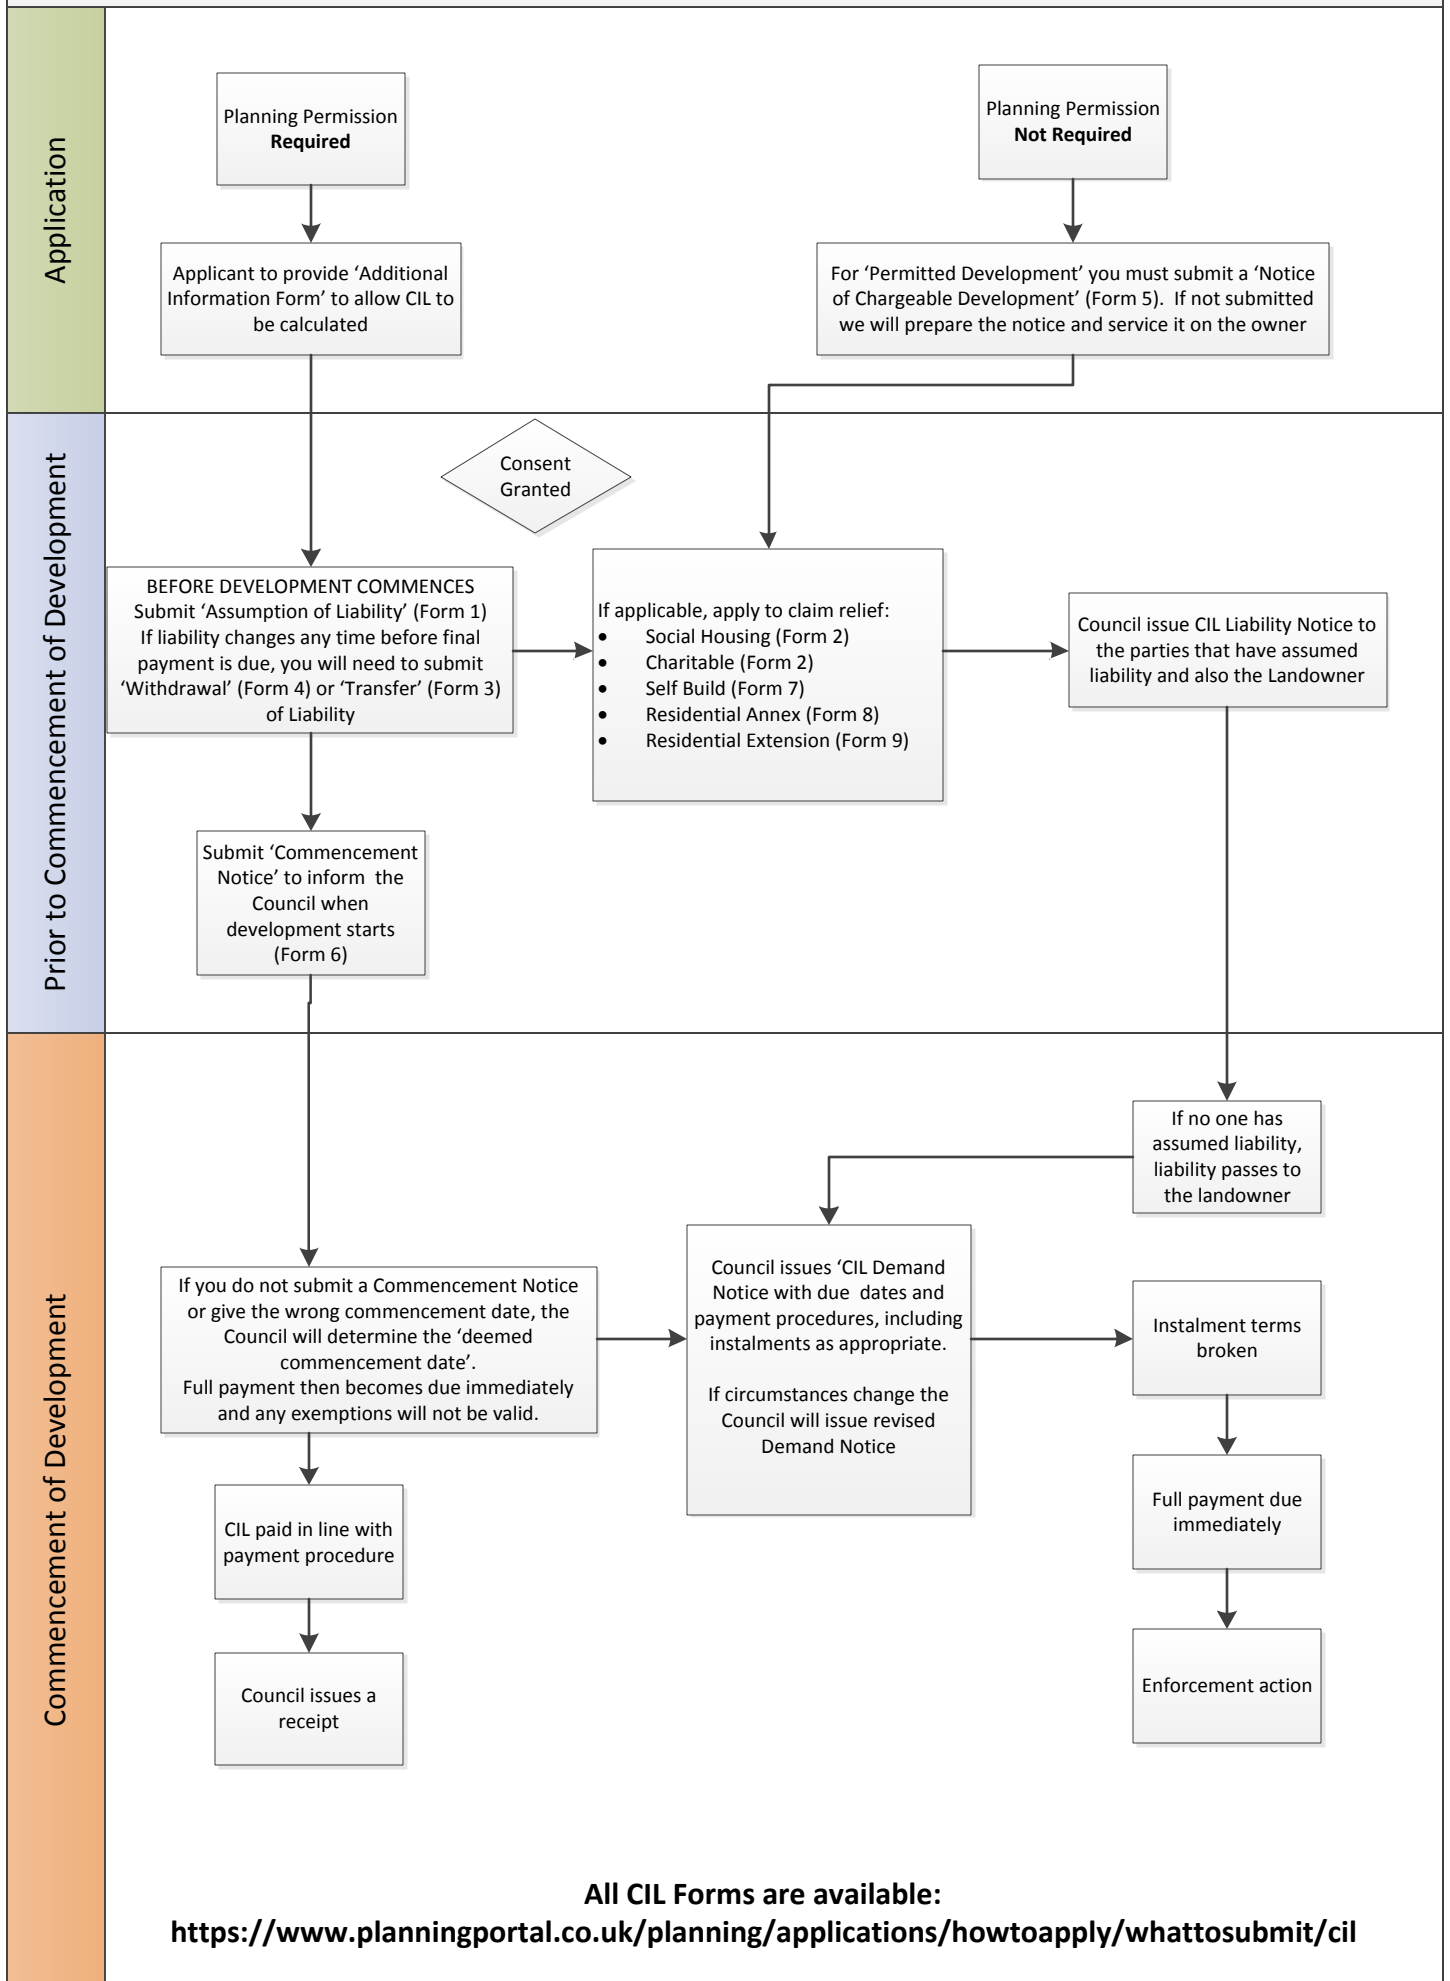 Application
Planning Permission
Required
Planning Permission
Not Required
Applicant to provide ‘Additional
Information Form’ to allow CIL to
be calculated
For ‘Permitted Development’ you must submit a ‘Notice
of Chargeable Development’ (Form 5).  If not submitted
we will prepare the notice and service it on the owner
Prior to Commencement of Development
Consent
Granted
BEFORE DEVELOPMENT COMMENCES
Submit ‘Assumption of Liability’ (Form 1)
If liability changes any time before final
payment is due, you will need to submit
‘Withdrawal’ (Form 4) or ‘Transfer’ (Form 3)
of Liability
If applicable, apply to claim relief:
• Social Housing (Form 2)
• Charitable (Form 2)
• Self Build (Form 7)
• Residential Annex (Form 8)
• Residential Extension (Form 9)
Council issue CIL Liability Notice to
the parties that have assumed
liability and also the Landowner
Submit ‘Commencement
Notice’ to inform  the
Council when
development starts
(Form 6)
Commencement of Development
If no one has
assumed liability,
liability passes to
the landowner
If you do not submit a Commencement Notice
or give the wrong commencement date, the
Council will determine the ‘deemed
commencement date’.
Full payment then becomes due immediately
and any exemptions will not be valid.
Council issues ‘CIL Demand
Notice with due  dates and
payment procedures, including
instalments as appropriate.
If circumstances change the
Council will issue revised
Demand Notice
Instalment terms
broken
CIL paid in line with
payment procedure
Full payment due
immediately
Council issues a
receipt
Enforcement action
All CIL Forms are available:
https://www.planningportal.co.uk/planning/applications/howtoapply/whattosubmit/cil